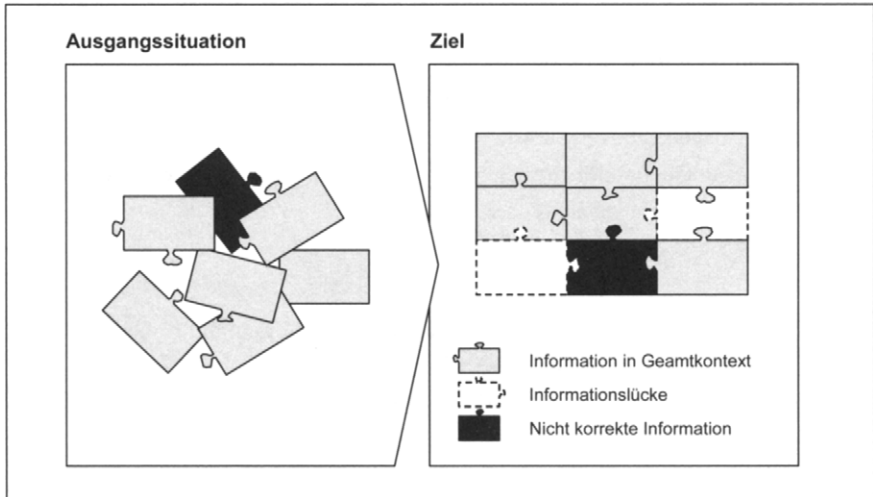 Ausgangssituation
Ziel
Information in Geamtkontext
Informationslücke
Nicht korrekte Information